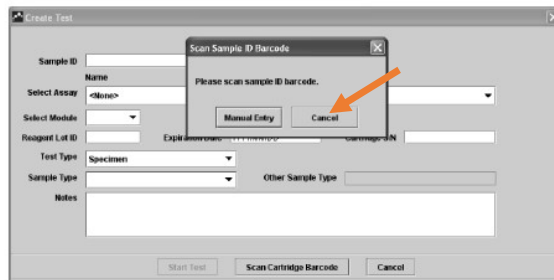 Create Test
Scan Sample ID Barcode
Sample ID
Please scan sample ID barcode.
Name
Select Assay <None>
Manual Entry Cancel
Select Module
Reagent Lot ID
Test Type Specimen
Sample Type Other Sample Type
Notes
Start Test Scan Cartridge Barcode Cancel